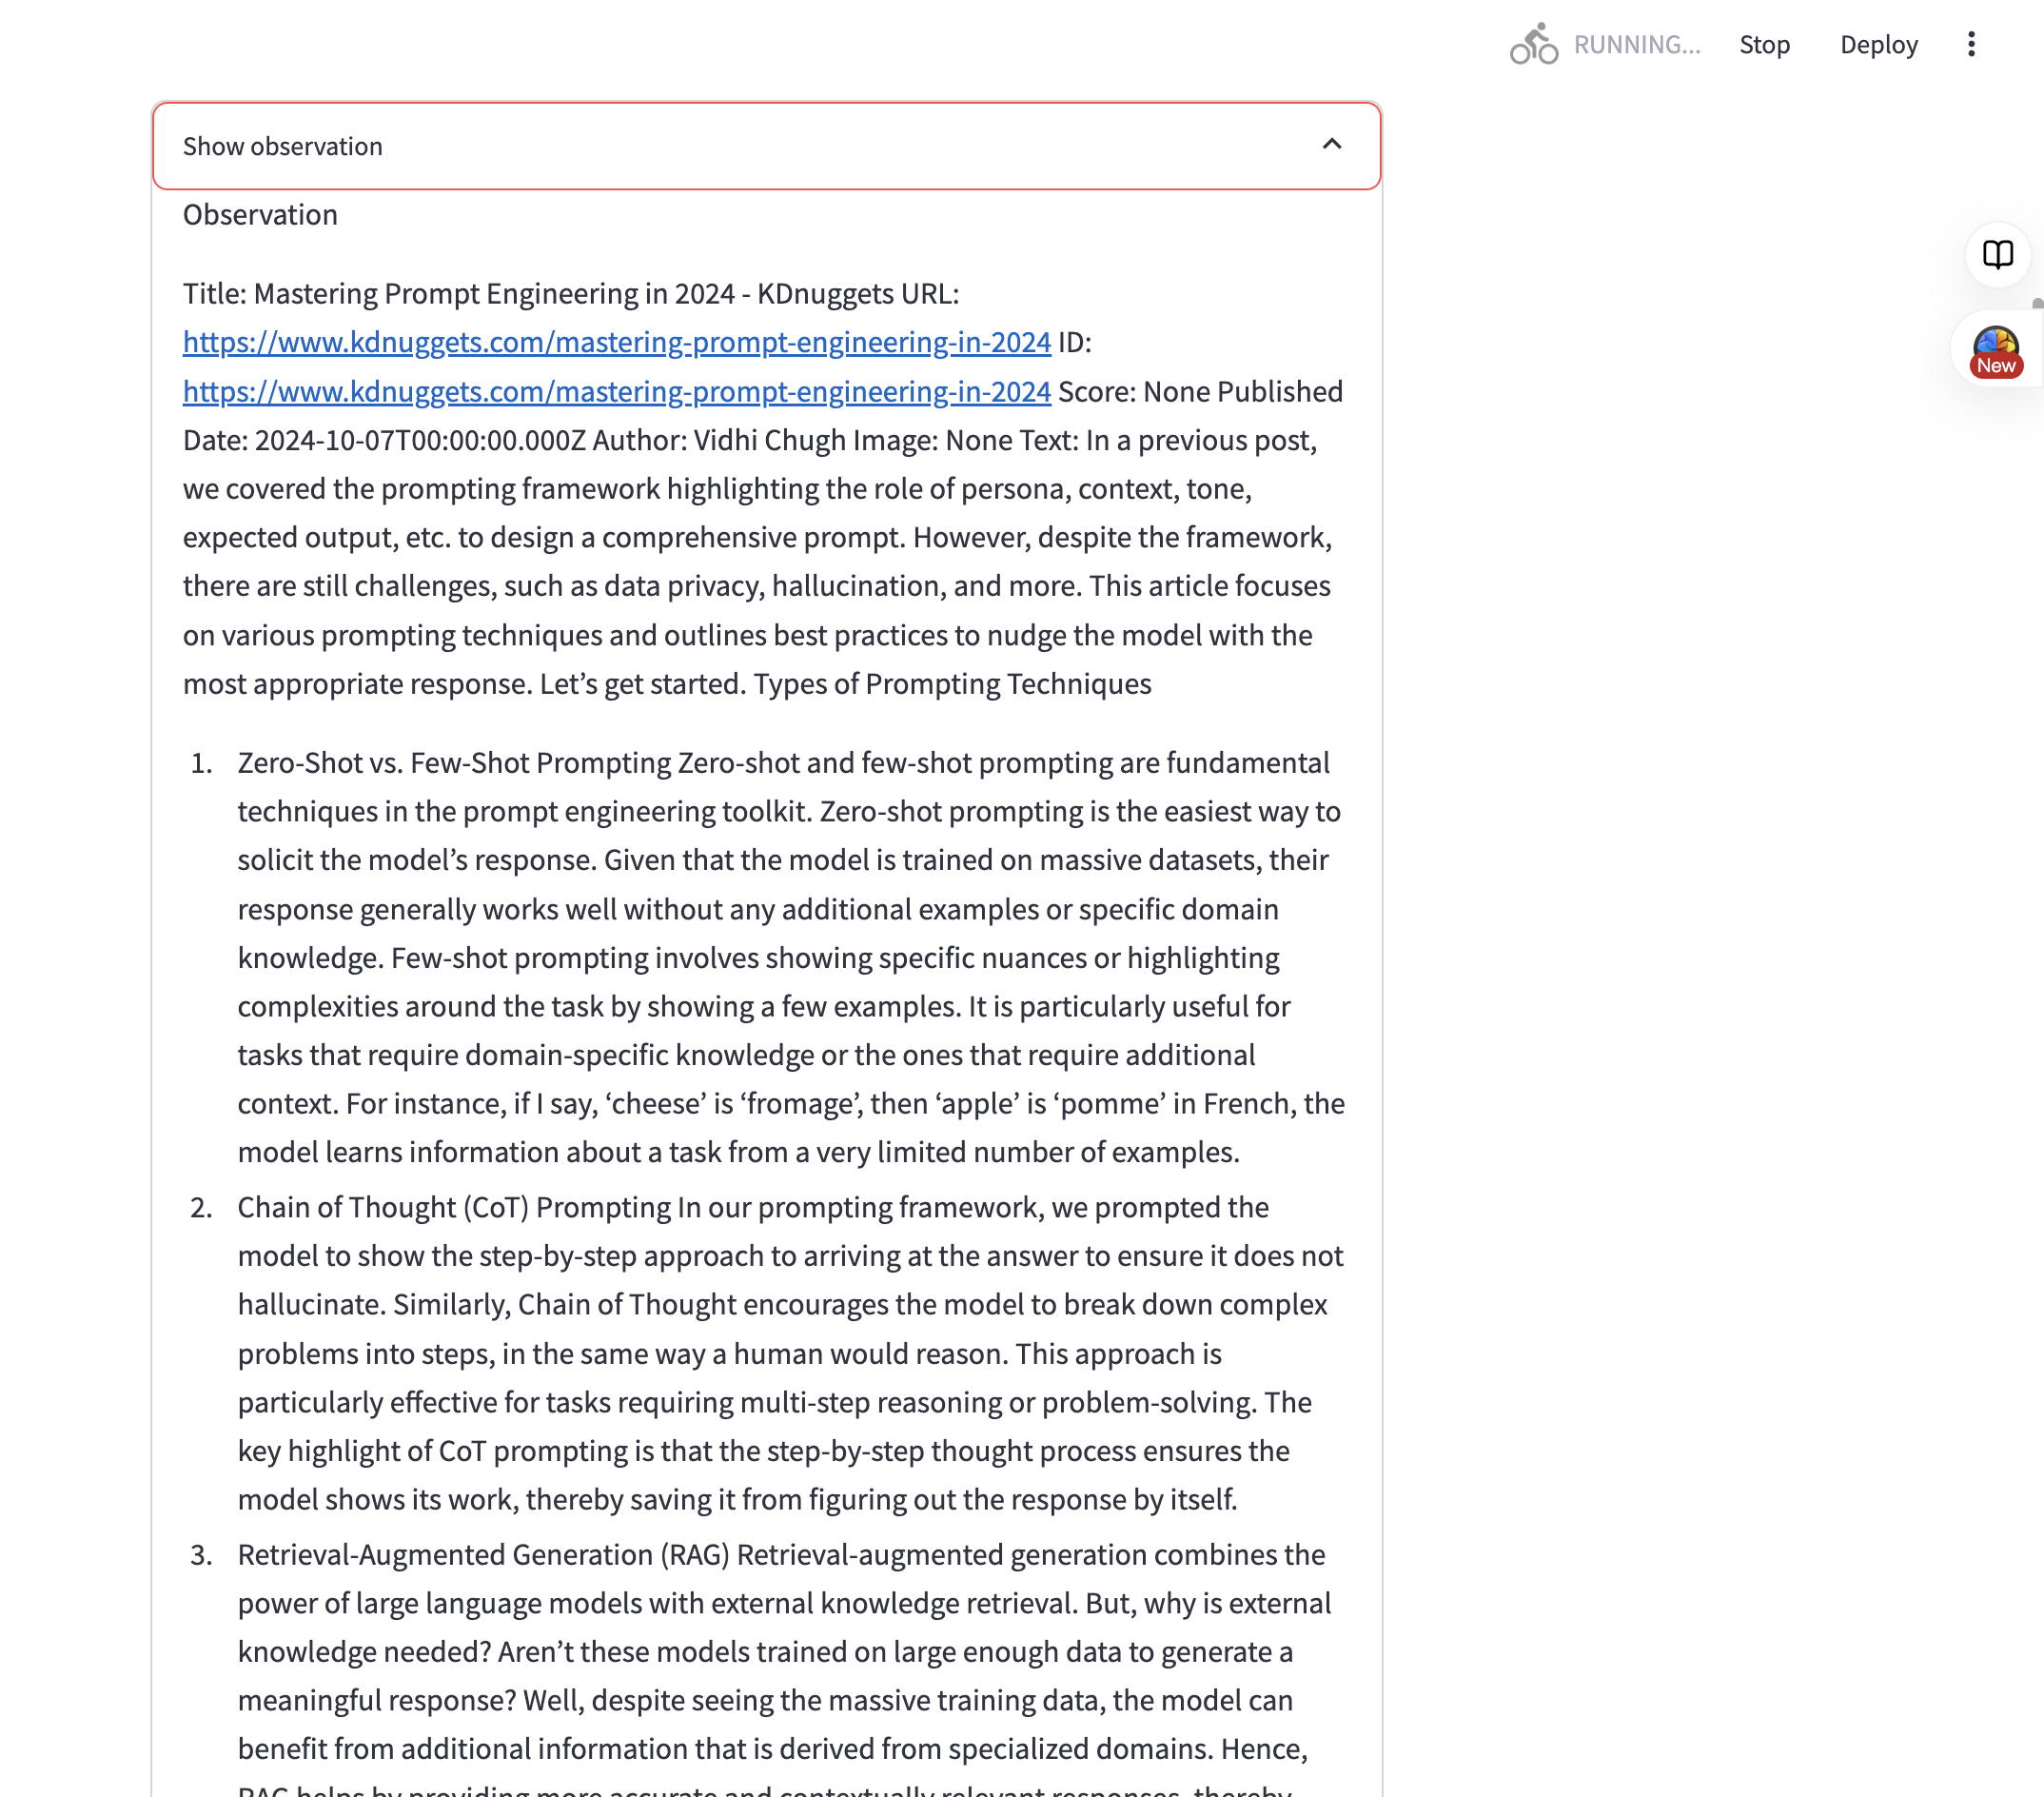 RUNNING...
Stop
Deploy
Show observation
Observation
Title: Mastering Prompt Engineering in 2024 - KDnuggets URL:
https://www.kdnuggets.com/mastering-prompt-engineering-in-2024 ID:
https://www.kdnuggets.com/mastering-prompt-engineering-in-2024 Score: None Published
Date: 2024-10-07T00:00:00.000Z Author: Vidhi Chugh Image: None Text: In a previous post,
we covered the prompting framework highlighting the role of persona, context, tone,
expected output, etc. to design a comprehensive prompt. However, despite the framework,
there are still challenges, such as data privacy, hallucination, and more. This article focuses
on various prompting techniques and outlines best practices to nudge the model with the
most appropriate response. Let’s get started. Types of Prompting Techniques
1. Zero-Shot vs. Few-Shot Prompting Zero-shot and few-shot prompting are fundamental
techniques in the prompt engineering toolkit. Zero-shot prompting is the easiest way to
solicit the model’s response. Given that the model is trained on massive datasets, their
response generally works well without any additional examples or specific domain
knowledge. Few-shot prompting involves showing specific nuances or highlighting
complexities around the task by showing a few examples. It is particularly useful for
tasks that require domain-specific knowledge or the ones that require additional
context. For instance, if I say, ‘cheese’ is ‘fromage’, then ‘apple’ is ‘pomme’ in French, the
model learns information about a task from a very limited number of examples.
2. Chain of Thought (CoT) Prompting In our prompting framework, we prompted the
model to show the step-by-step approach to arriving at the answer to ensure it does not
hallucinate. Similarly, Chain of Thought encourages the model to break down complex
problems into steps, in the same way a human would reason. This approach is
particularly effective for tasks requiring multi-step reasoning or problem-solving. The
key highlight of CoT prompting is that the step-by-step thought process ensures the
model shows its work, thereby saving it from figuring out the response by itself.
3. Retrieval-Augmented Generation (RAG) Retrieval-augmented generation combines the
power of large language models with external knowledge retrieval. But, why is external
knowledge needed? Aren’t these models trained on large enough data to generate a
meaningful response? Well, despite seeing the massive training data, the model can
benefit from additional information that is derived from specialized domains. Hence,
RAG helps by providing more accurate and contextually relevant responses, thereby
New